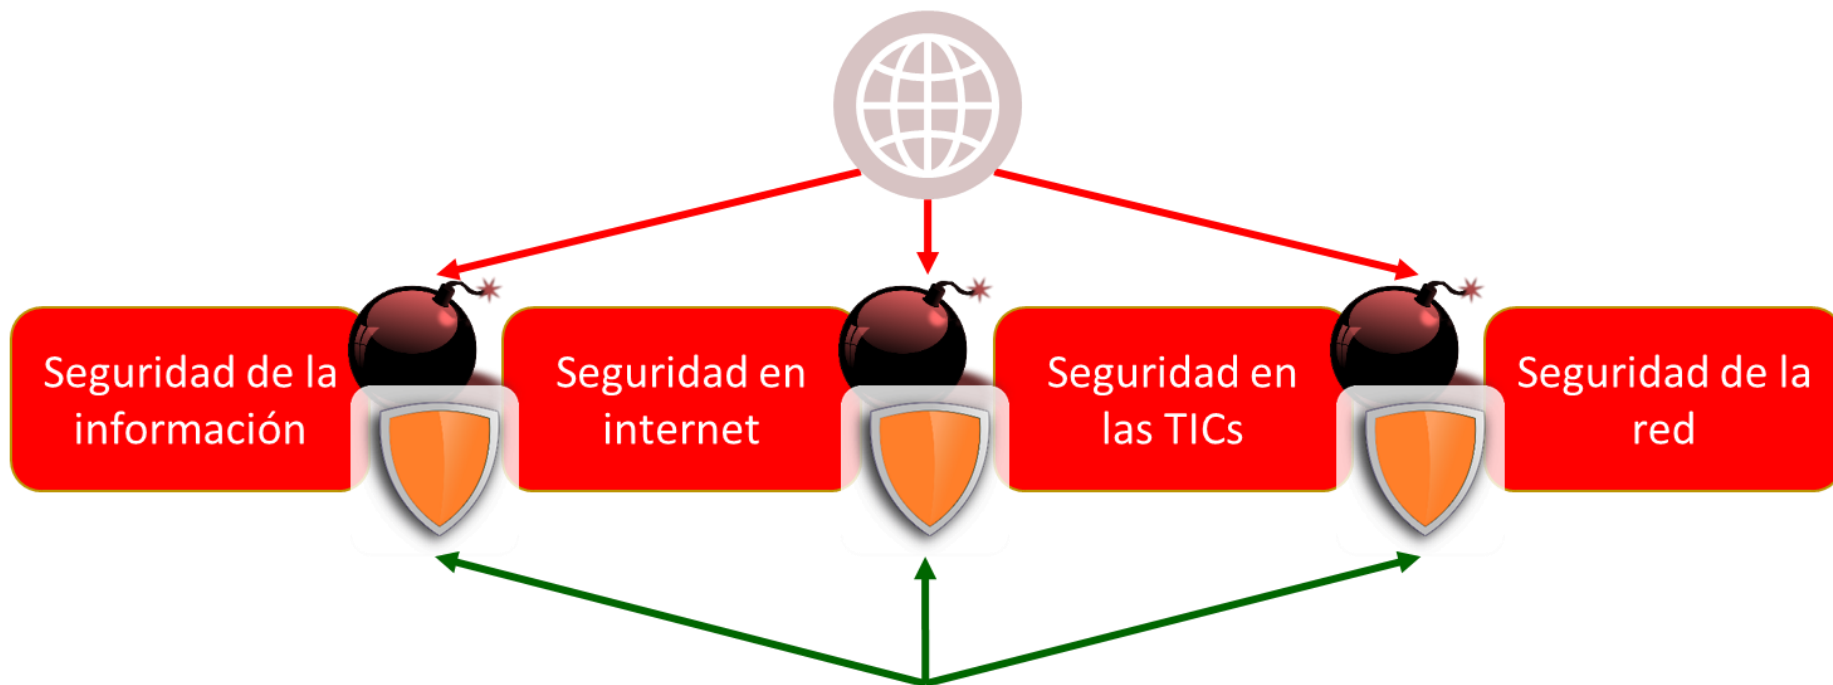 Seguridad de la
información
Seguridad en
internet
Seguridad en
las TICs
Seguridad de la
red